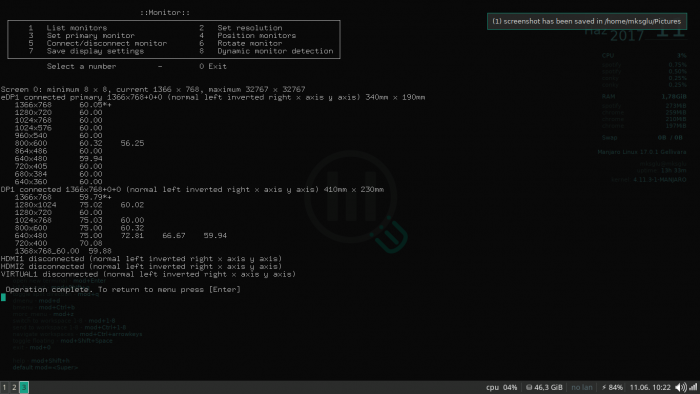 ::Monitor::
1 List monitors 2 Set resolution
3 Set primary monitor 4 Position monitors
5 Connect/disconnect monitor 6 Rotate monitor
7 Save display settings 8 Dynamic monitor detection
Select a number - 0 Exit
(1) screenshot has been saved in /home/mksglu/Pictures
2017 11
Screen 0: minimum 8 x 8, current 1366 x 768, maximum 32767 x 32767
eDP1 connected primary 1366x768+0+0 (normal left inverted right x axis y axis) 340mm x 190mm
1366x768 60.05*+
1280x720 60.00
1024x768 60.00
1024x576 60.00
960x540 60.00
800x600 60.32 56.25
864x486 60.00
640x480 59.94
720x405 60.00
680x384 60.00
640x360 60.00
DP1 connected 1366x768+0+0 (normal left inverted right x axis y axis) 410mm x 230mm
1366x768 59.79*+
1280x1024 75.02 60.02
1280x720 60.00
1024x768 75.03 60.00
800x600 75.00 60.32
640x480 75.00 72.81 66.67 59.94
720x400 70.08
1368x768_60.00 59.88
HDMI1 disconnected (normal left inverted right x axis y axis)
HDMI2 disconnected (normal left inverted right x axis y axis)
VIRTUAL1 disconnected (normal left inverted right x axis y axis)
Operation complete. To return to menu press [Enter]
1 2 3 cpu 04% 46,3 GiB no lan 84% 11.06. 10:22